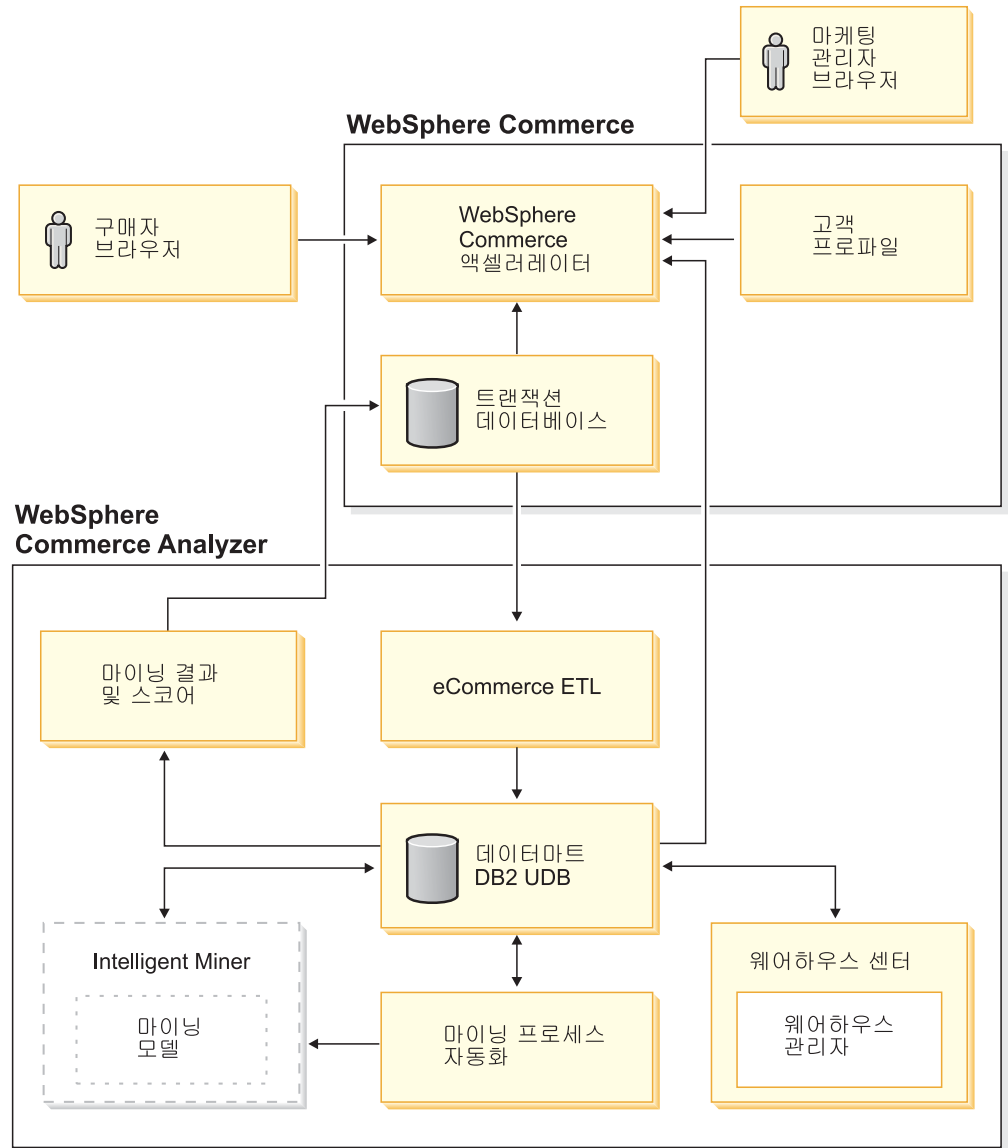 마케팅
관리자
브라우저
WebSphere Commerce
구매자
브라우저
WebSphere
Commerce
액셀러레이터
고객
프로파일
트랜잭션
데이터베이스
WebSphere
Commerce Analyzer
마이닝 결과
및 스코어
eCommerce ETL
데이터마트
DB2 UDB
Intelligent Miner
마이닝
모델
마이닝 프로세스
자동화
웨어하우스 센터
웨어하우스
관리자